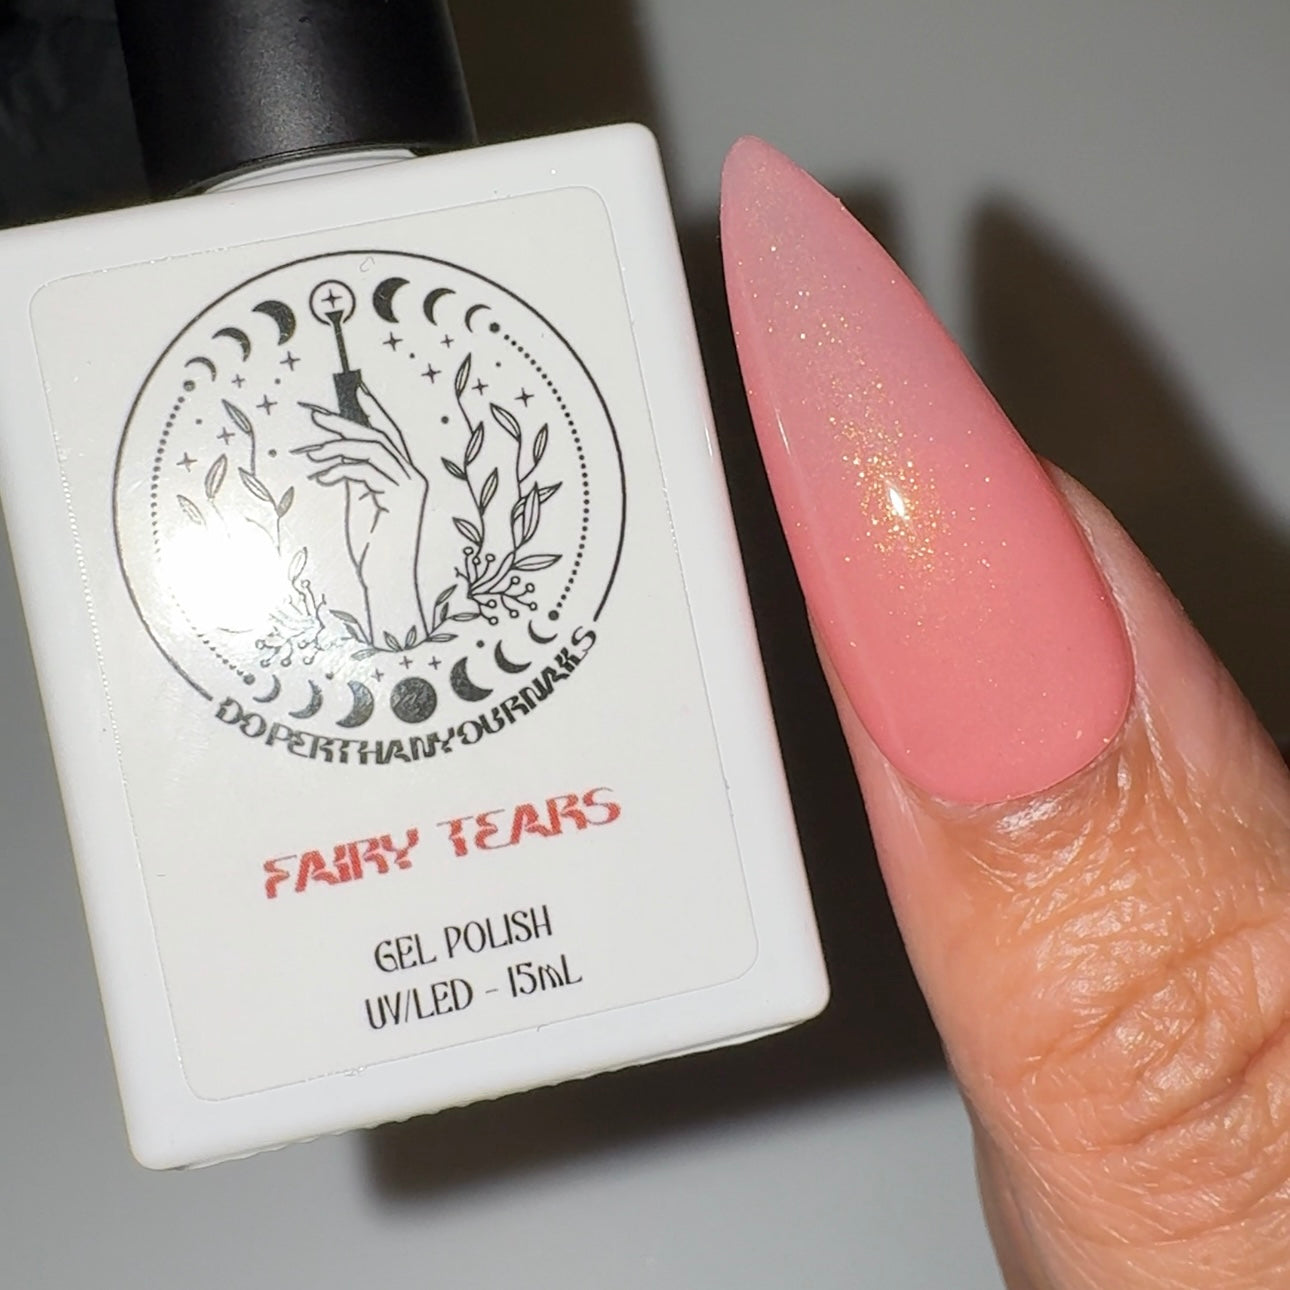 DOPERTHANYOURNAILS
FAIRY TEARS
GEL POLISH
UV/LED - 15mL